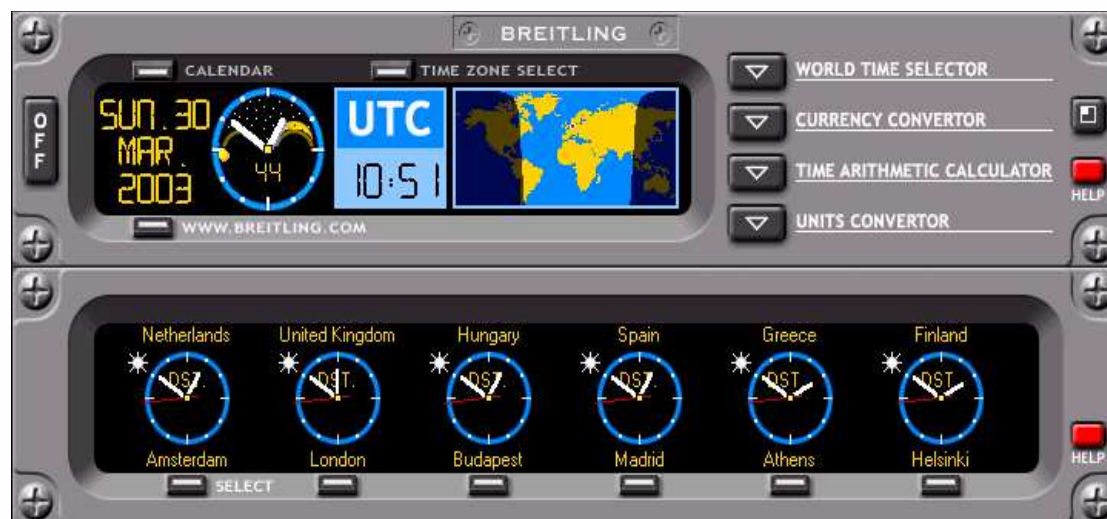 BREITLING
CALENDAR
TIME ZONE SELECT
OFF
SUN. 30
MAR.
2003
44
UTC
10:51
WWW.BREITLING.COM
WORLD TIME SELECTOR
CURRENCY CONVERTOR
TIME ARITHMETIC CALCULATOR
UNITS CONVERTOR
HELP
Netherlands United Kingdom Hungary Spain Greece Finland
DST. DST. DST. DST. DST. DST.
Amsterdam London Budapest Madrid Athens Helsinki
SELECT
HELP